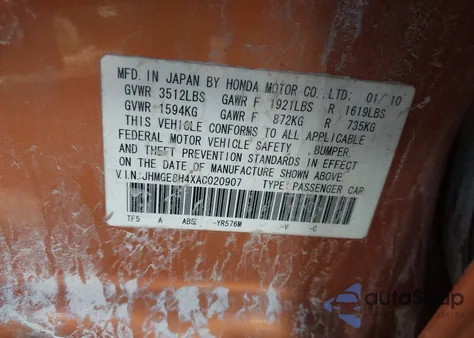 MFD. IN JAPAN BY HONDA MOTOR CO., LTD. 01/10
GVWR 3512LBS GAWR F 1921LBS R 1619LBS
GVWR 1594KG GAWR F 872KG R 735KG
THIS VEHICLE CONFORMS TO ALL APPLICABLE
FEDERAL MOTOR VEHICLE SAFETY, BUMPER,
AND THEFT PREVENTION STANDARDS IN EFFECT
ON THE DATE OF MANUFACTURE SHOWN ABOVE.
V.I.N:JHMGE8H4XAC020907 TYPE: PASSENGER CAR
TF5 A ABS -YR576M -V -C